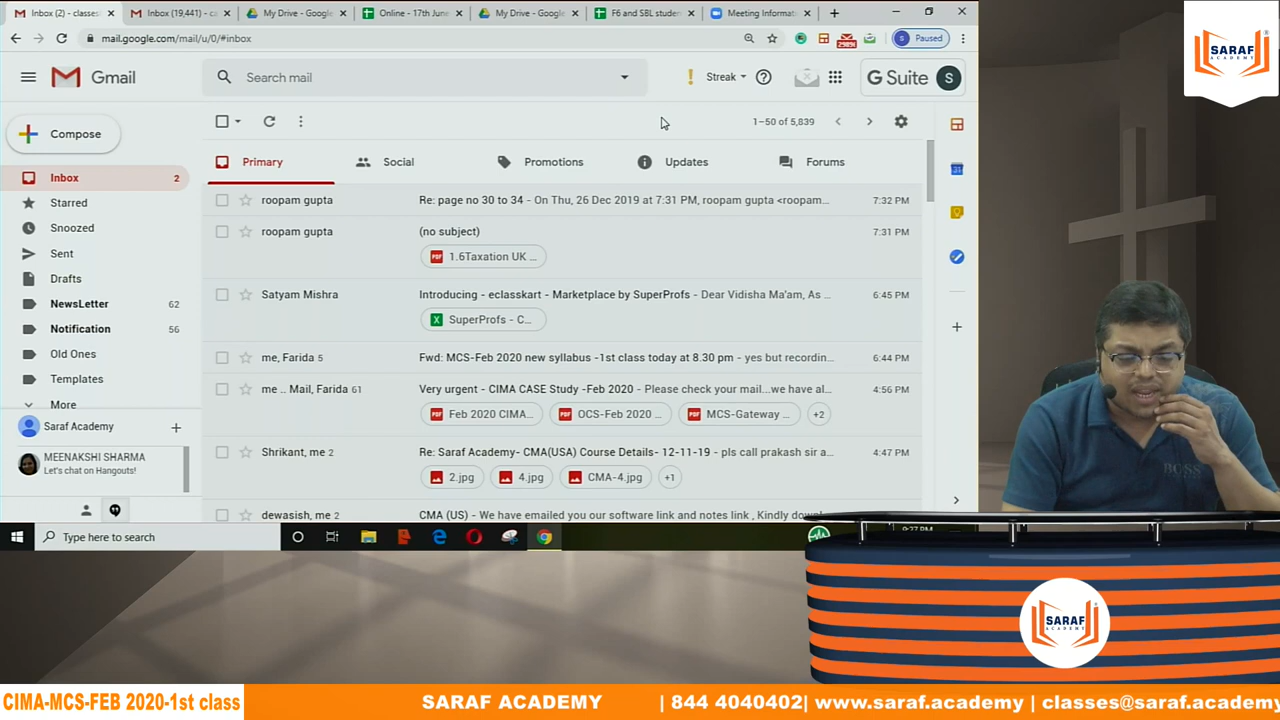 Inbox (2) - classes
Inbox (19,441) - ca
My Drive - Google
Online - 17th June
My Drive - Google
F6 and SBL studen
Meeting Informati
mail.google.com/mail/u/0/#inbox
Paused
Gmail
Search mail
Streak
G Suite
S
Compose
1–50 of 5,839
Primary
Social
Promotions
Updates
Forums
Inbox 2
Starred
Snoozed
Sent
Drafts
NewsLetter 62
Notification 56
Old Ones
Templates
More
Saraf Academy
MEENAKSHI SHARMA
Let's chat on Hangouts!
roopam gupta Re: page no 30 to 34 - On Thu, 26 Dec 2019 at 7:31 PM, roopam gupta <roopam... 7:32 PM
roopam gupta (no subject) 7:31 PM
PDF 1.6Taxation UK ...
Satyam Mishra Introducing - eclasskart - Marketplace by SuperProfs - Dear Vidisha Ma'am, As 6:45 PM
X SuperProfs - C...
me, Farida 5 Fwd: MCS-Feb 2020 new syllabus -1st class today at 8.30 pm - yes but recordin... 6:44 PM
me .. Mail, Farida 61 Very urgent - CIMA CASE Study -Feb 2020 - Please check your mail...we have al... 4:56 PM
PDF Feb 2020 CIMA... PDF OCS-Feb 2020 ... PDF MCS-Gateway ... +2
Shrikant, me 2 Re: Saraf Academy- CMA(USA) Course Details- 12-11-19 - pls call prakash sir a... 4:47 PM
2.jpg 4.jpg CMA-4.jpg +1
dewasish, me 2 CMA (US) - We have emailed you our software link and notes link , Kindly dow
Type here to search
SARAF
ACADEMY
BOSS
SARAF
ACADEMY
CIMA-MCS-FEB 2020-1st class
SARAF ACADEMY | 844 4040402| www.saraf.academy | classes@saraf.academy